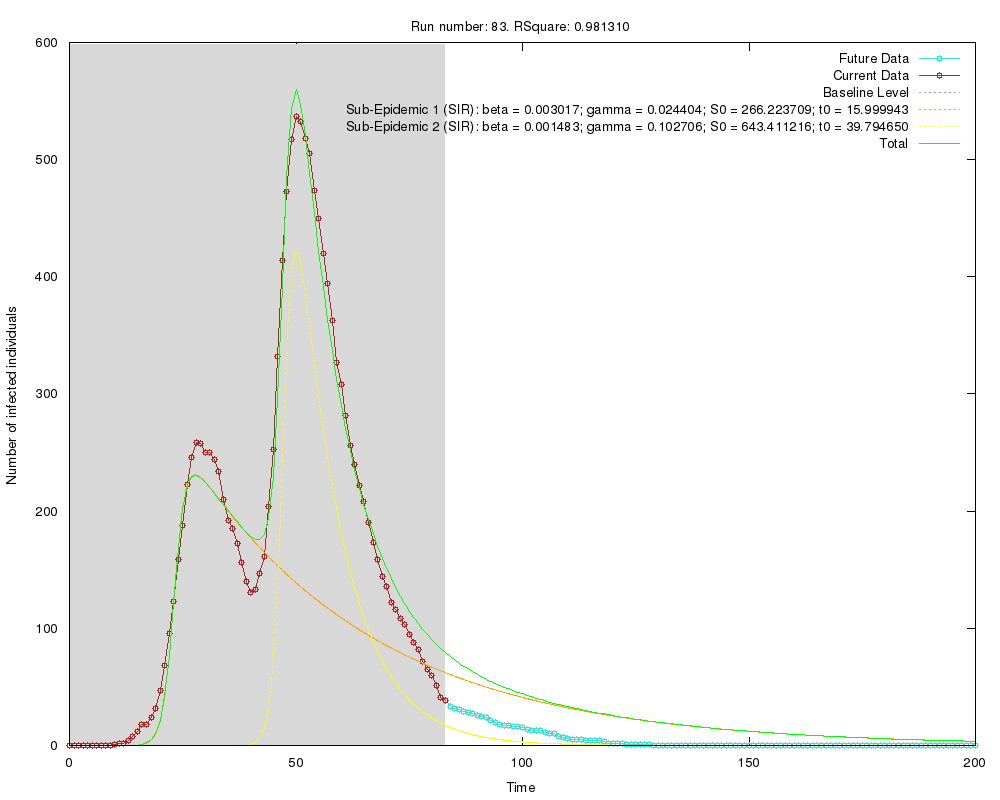 Run number: 83. RSquare: 0.981310
Future Data
Current Data
Baseline Level
Sub-Epidemic 1 (SIR): beta = 0.003017; gamma = 0.024404; S0 = 266.223709; t0 = 15.999943
Sub-Epidemic 2 (SIR): beta = 0.001483; gamma = 0.102706; S0 = 643.411216; t0 = 39.794650
Total
Number of infected individuals
600
500
400
300
200
100
0
0 50 100 150 200
Time